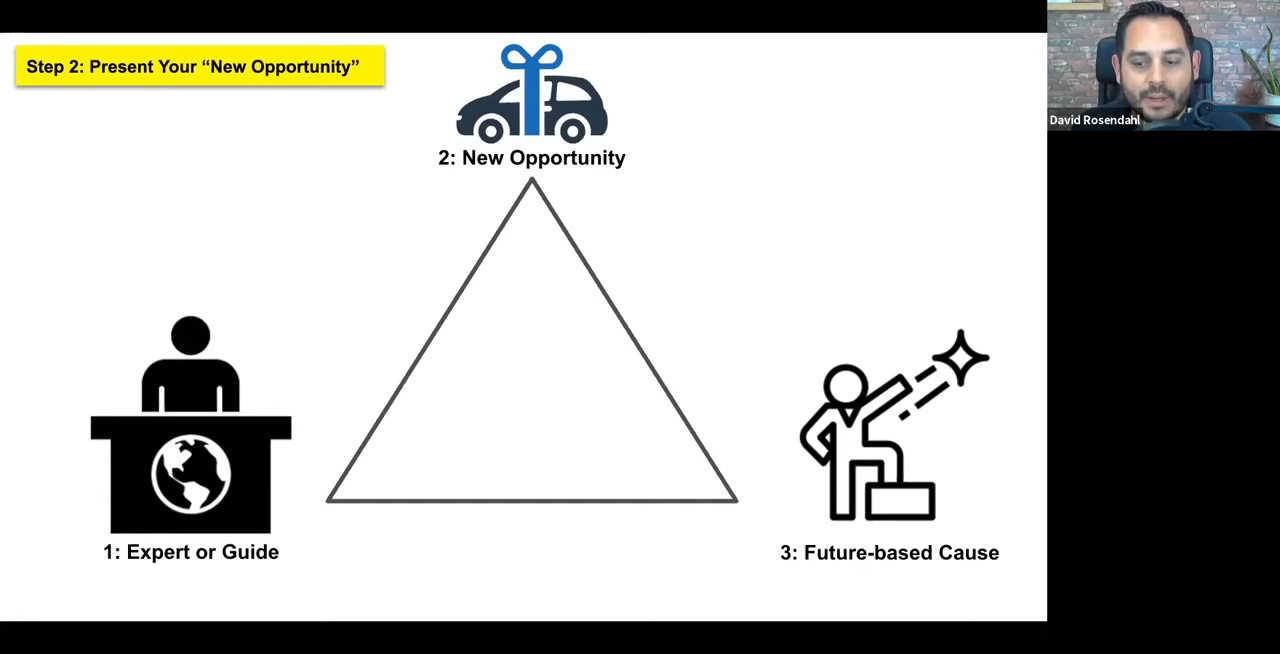 Step 2: Present Your “New Opportunity”
David Rosendahl
2: New Opportunity
1: Expert or Guide
3: Future-based Cause